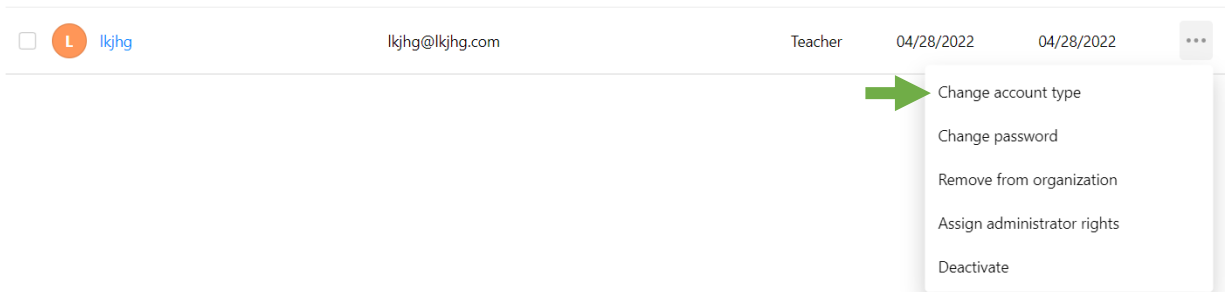 L lkjhg lkjhg@lkjhg.com Teacher 04/28/2022 04/28/2022
Change account type
Change password
Remove from organization
Assign administrator rights
Deactivate